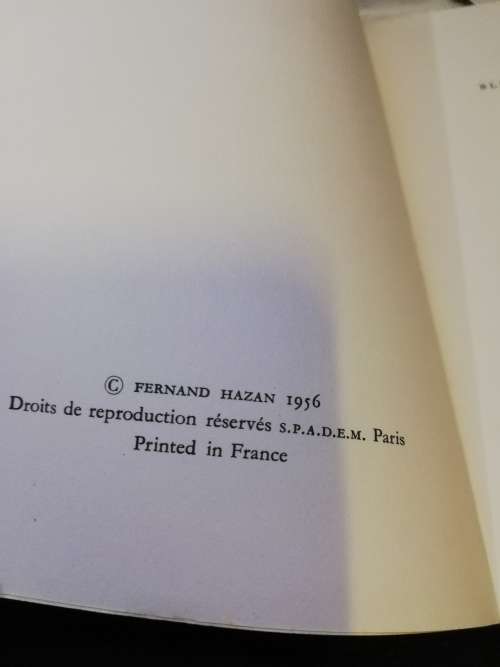 © FERNAND HAZAN 1956
Droits de reproduction réservés S.P.A.D.E.M. Paris
Printed in France